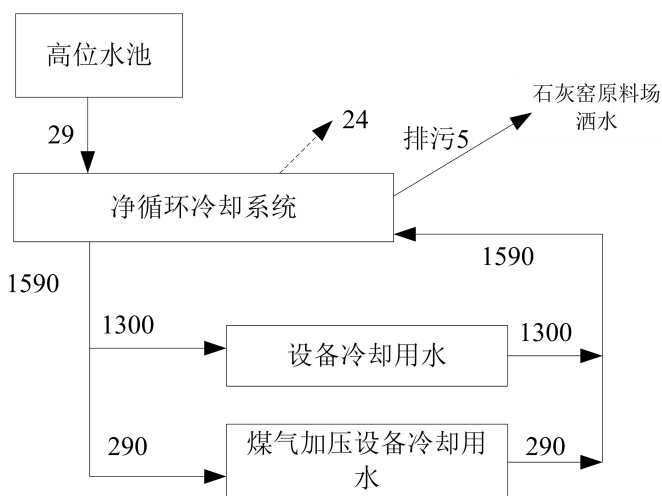 高位水池
29
24
排污5
石灰窑原料场
洒水
净循环冷却系统
1590
1590
1300
设备冷却用水
1300
290
煤气加压设备冷却用
水
290